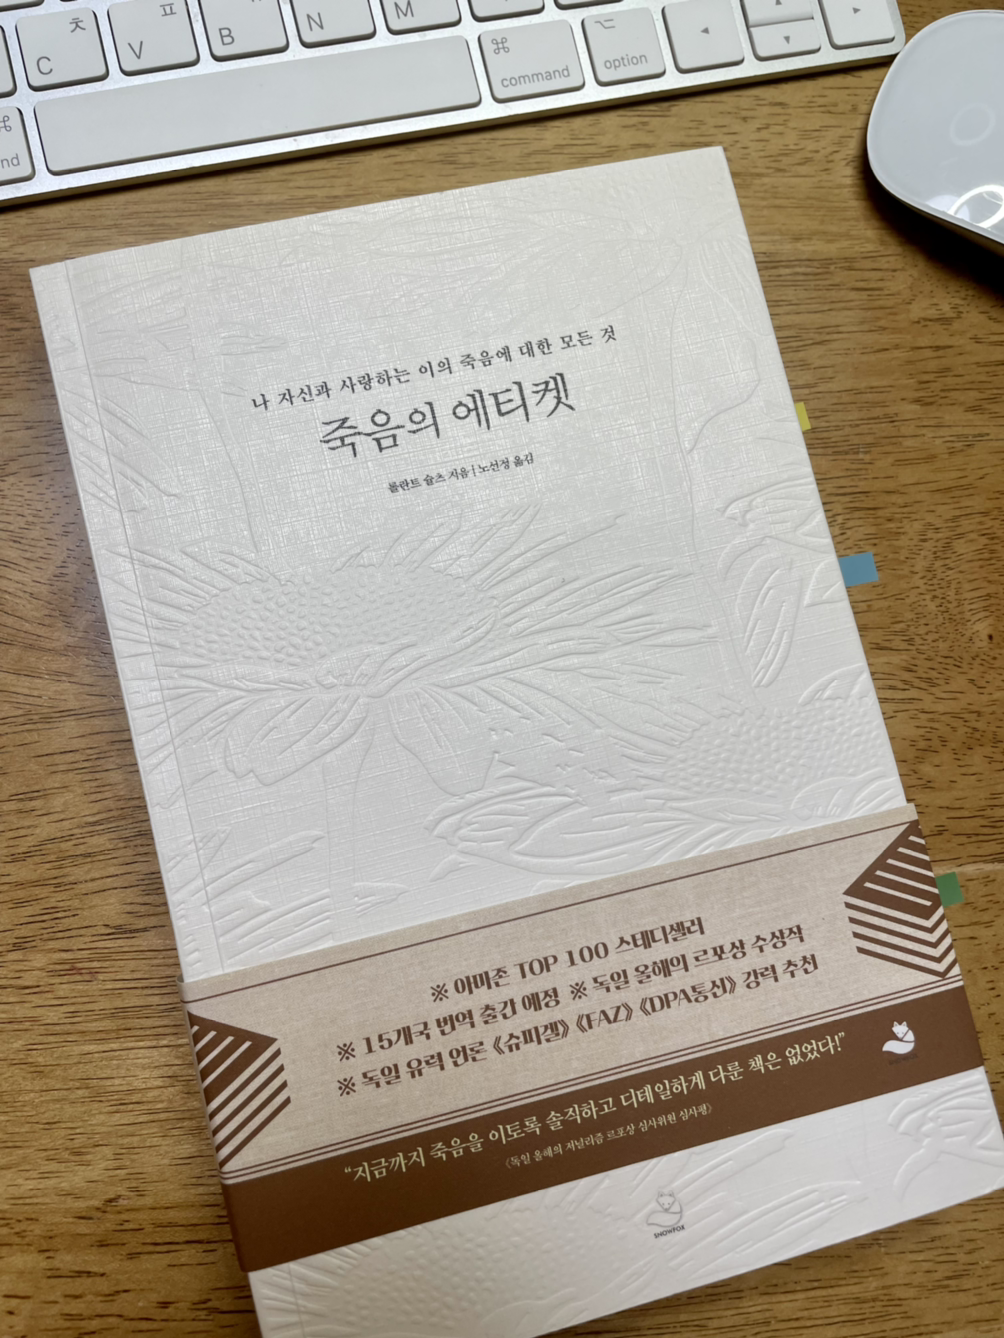 ㅊ
C
ㅍ
V
B
N
M
⌘
command
⌥
option
◄
▲
▼
►
⌘
nd
나 자신과 사랑하는 이의 죽음에 대한 모든 것
죽음의 에티켓
롤란트 슐츠 지음 | 노선정 옮김
※ 아마존 TOP 100 스테디셀러
※ 15개국 번역 출간 예정 ※ 독일 올해의 르포상 수상작
※ 독일 유력 언론 《슈피겔》 《FAZ》 《DPA통신》 강력 추천
“지금까지 죽음을 이토록 솔직하고 디테일하게 다룬 책은 없었다!”
《독일 올해의 저널리즘 르포상 심사위원 심사평》
SNOWFOX